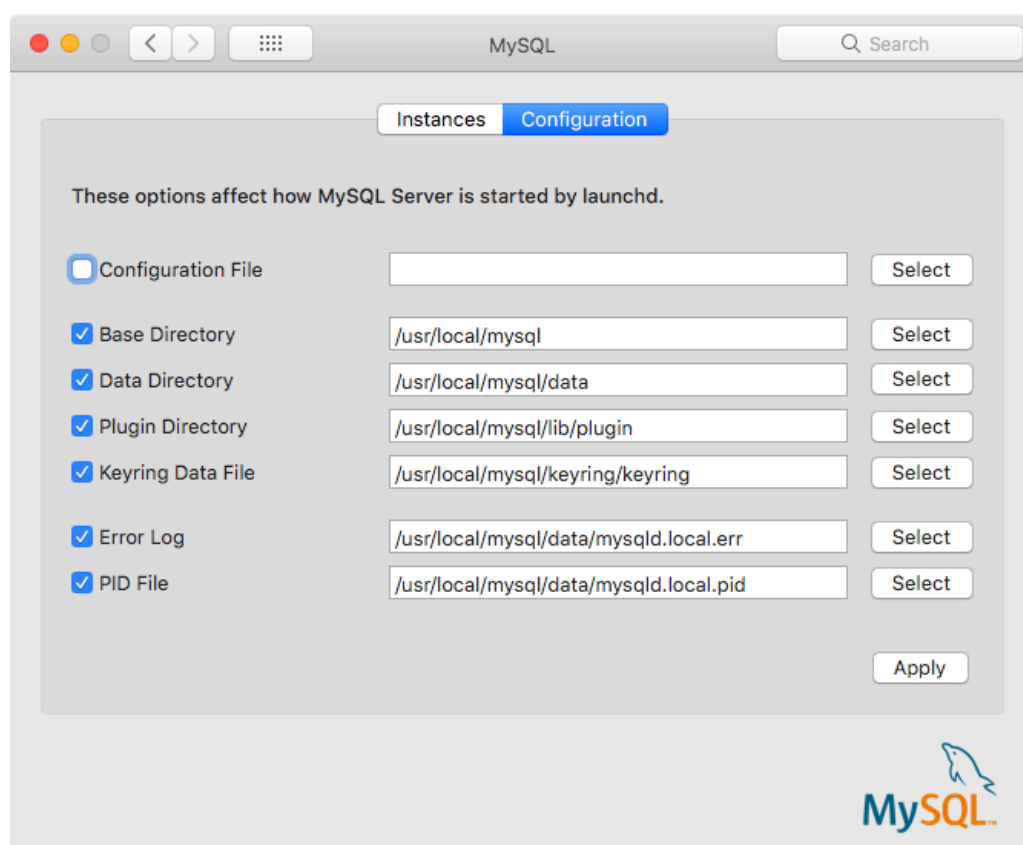 MySQL
Search
Instances Configuration
These options affect how MySQL Server is started by launchd.
Configuration File Select
Base Directory /usr/local/mysql Select
Data Directory /usr/local/mysql/data Select
Plugin Directory /usr/local/mysql/lib/plugin Select
Keyring Data File /usr/local/mysql/keyring/keyring Select
Error Log /usr/local/mysql/data/mysqld.local.err Select
PID File /usr/local/mysql/data/mysqld.local.pid Select
Apply
MySQL™